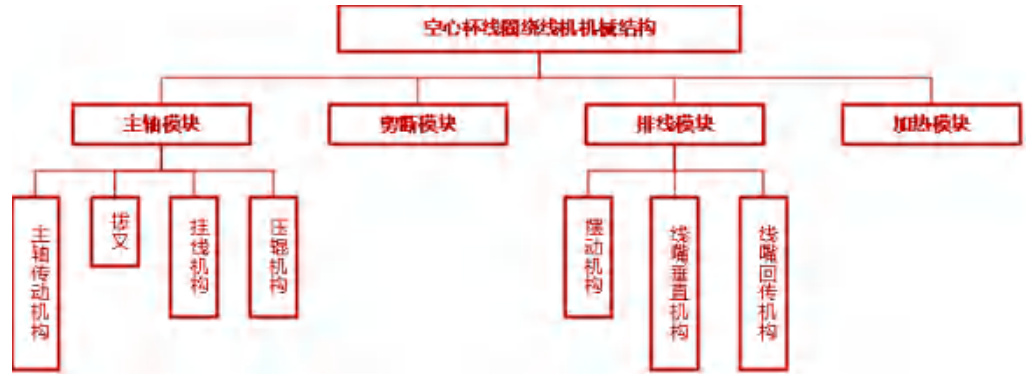 空心杯线圈绕线机机械结构
主轴模块
剪断模块
排线模块
加热模块
主轴传动机构
拨叉
挂线机构
压辊机构
摆动机构
线嘴垂直机构
线嘴回传机构